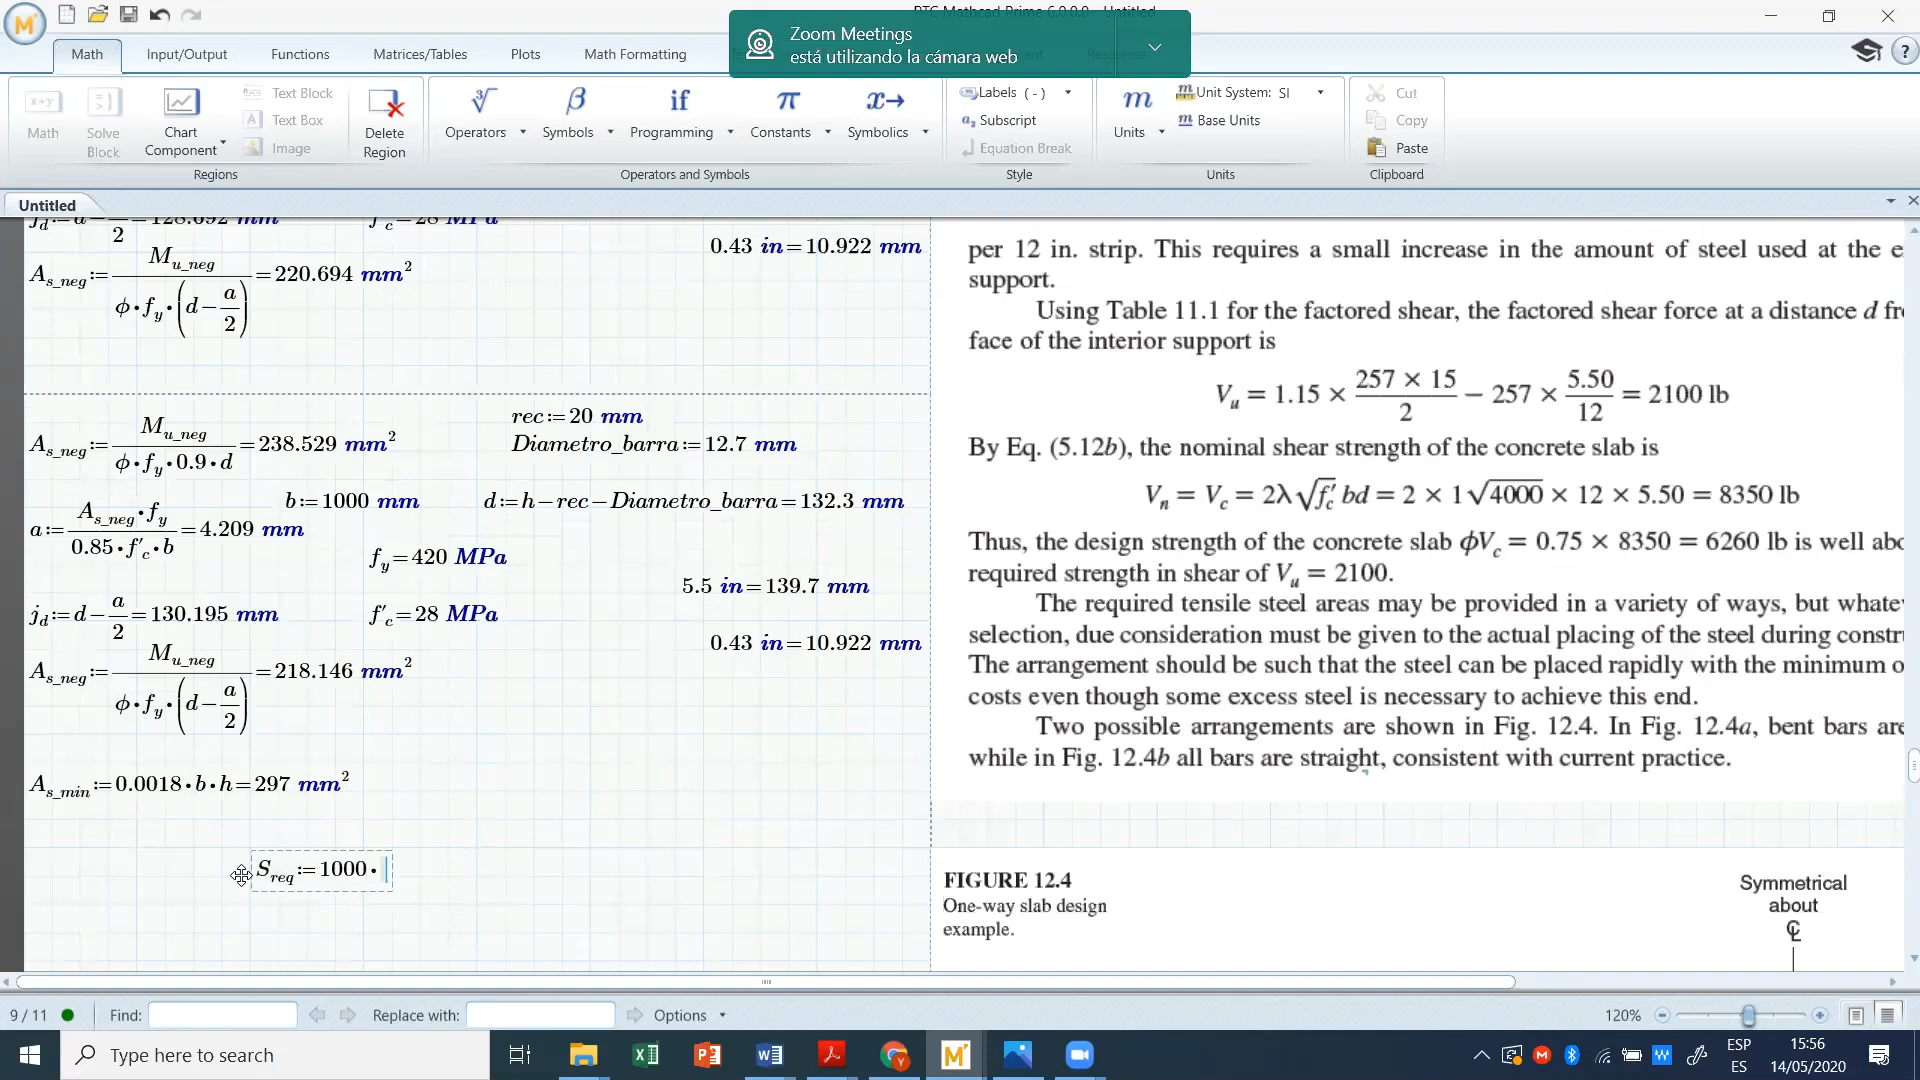 PTC Mathcad Prime 6.0.0.0 - Untitled
Zoom Meetings
está utilizando la cámara web
Math Input/Output Functions Matrices/Tables Plots Math Formatting
Math Solve Block Chart Component Text Block Text Box Image Delete Region
Operators Symbols if Programming π Constants Symbolics
Labels ( - ) Subscript Equation Break
m Units Unit System: SI Base Units
Cut Copy Paste
Regions Operators and Symbols Style Units Clipboard
Untitled
j_d:=d−a/2=128.692 mm f'_c=28 MPa
0.43 in=10.922 mm
A_s_neg:=M_u_neg/(ϕ•f_y•(d−a/2))=220.694 mm²
rec:=20 mm
A_s_neg:=M_u_neg/(ϕ•f_y•0.9•d)=238.529 mm² Diametro_barra:=12.7 mm
b:=1000 mm d:=h−rec−Diametro_barra=132.3 mm
a:=A_s_neg•f_y/(0.85•f'_c•b)=4.209 mm
f_y=420 MPa
5.5 in=139.7 mm
j_d:=d−a/2=130.195 mm f'_c=28 MPa
0.43 in=10.922 mm
A_s_neg:=M_u_neg/(ϕ•f_y•(d−a/2))=218.146 mm²
A_s_min:=0.0018•b•h=297 mm²
S_req:=1000•
per 12 in. strip. This requires a small increase in the amount of steel used at the
support.
Using Table 11.1 for the factored shear, the factored shear force at a distance d
face of the interior support is
V_u = 1.15 × (257 × 15)/2 − 257 × 5.50/12 = 2100 lb
By Eq. (5.12b), the nominal shear strength of the concrete slab is
V_n = V_c = 2λ√f'_c bd = 2 × 1√4000 × 12 × 5.50 = 8350 lb
Thus, the design strength of the concrete slab ϕV_c = 0.75 × 8350 = 6260 lb is well
required strength in shear of V_u = 2100.
The required tensile steel areas may be provided in a variety of ways, but
selection, due consideration must be given to the actual placing of the steel during
The arrangement should be such that the steel can be placed rapidly with the minimum
costs even though some excess steel is necessary to achieve this end.
Two possible arrangements are shown in Fig. 12.4. In Fig. 12.4a, bent bars are
while in Fig. 12.4b all bars are straight, consistent with current practice.
FIGURE 12.4
One-way slab design
example.
Symmetrical
about
℄
9 / 11 Find: Replace with: Options 120%
Type here to search
ESP
ES
15:56
14/05/2020